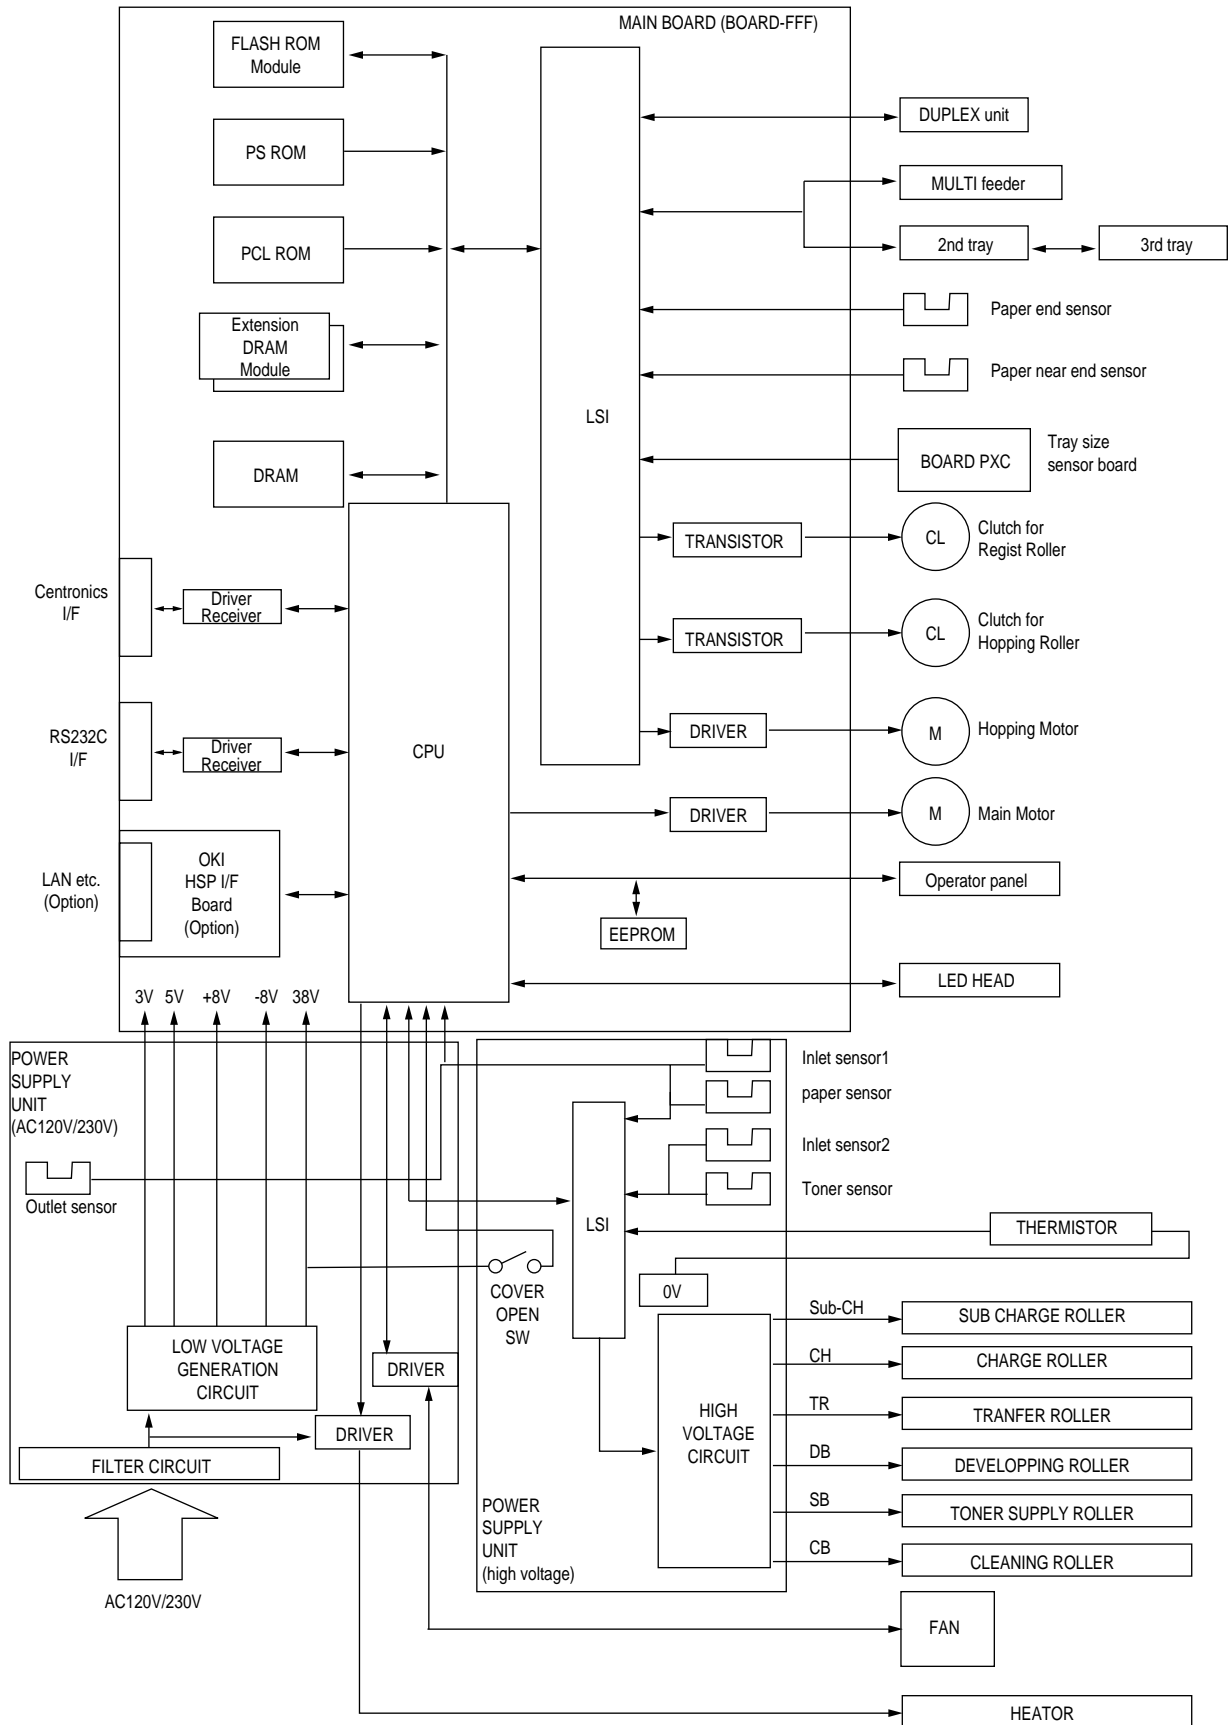 MAIN BOARD (BOARD-FFF)
FLASH ROM
Module
PS ROM
PCL ROM
Extension
DRAM
Module
DRAM
LSI
CPU
DUPLEX unit
MULTI feeder
2nd tray
3rd tray
Paper end sensor
Paper near end sensor
BOARD PXC
Tray size
sensor board
TRANSISTOR
CL
Clutch for
Regist Roller
TRANSISTOR
CL
Clutch for
Hopping Roller
DRIVER
M
Hopping Motor
DRIVER
M
Main Motor
Operator panel
EEPROM
LED HEAD
Centronics
I/F
Driver
Receiver
RS232C
I/F
Driver
Receiver
LAN etc.
(Option)
OKI
HSP I/F
Board
(Option)
3V
5V
+8V
-8V
38V
POWER
SUPPLY
UNIT
(AC120V/230V)
Outlet sensor
LOW VOLTAGE
GENERATION
CIRCUIT
DRIVER
DRIVER
FILTER CIRCUIT
AC120V/230V
Inlet sensor1
paper sensor
Inlet sensor2
Toner sensor
LSI
THERMISTOR
0V
COVER
OPEN
SW
HIGH
VOLTAGE
CIRCUIT
Sub-CH
SUB CHARGE ROLLER
CH
CHARGE ROLLER
TR
TRANFER ROLLER
DB
DEVELOPPING ROLLER
SB
TONER SUPPLY ROLLER
CB
CLEANING ROLLER
POWER
SUPPLY
UNIT
(high voltage)
FAN
HEATOR